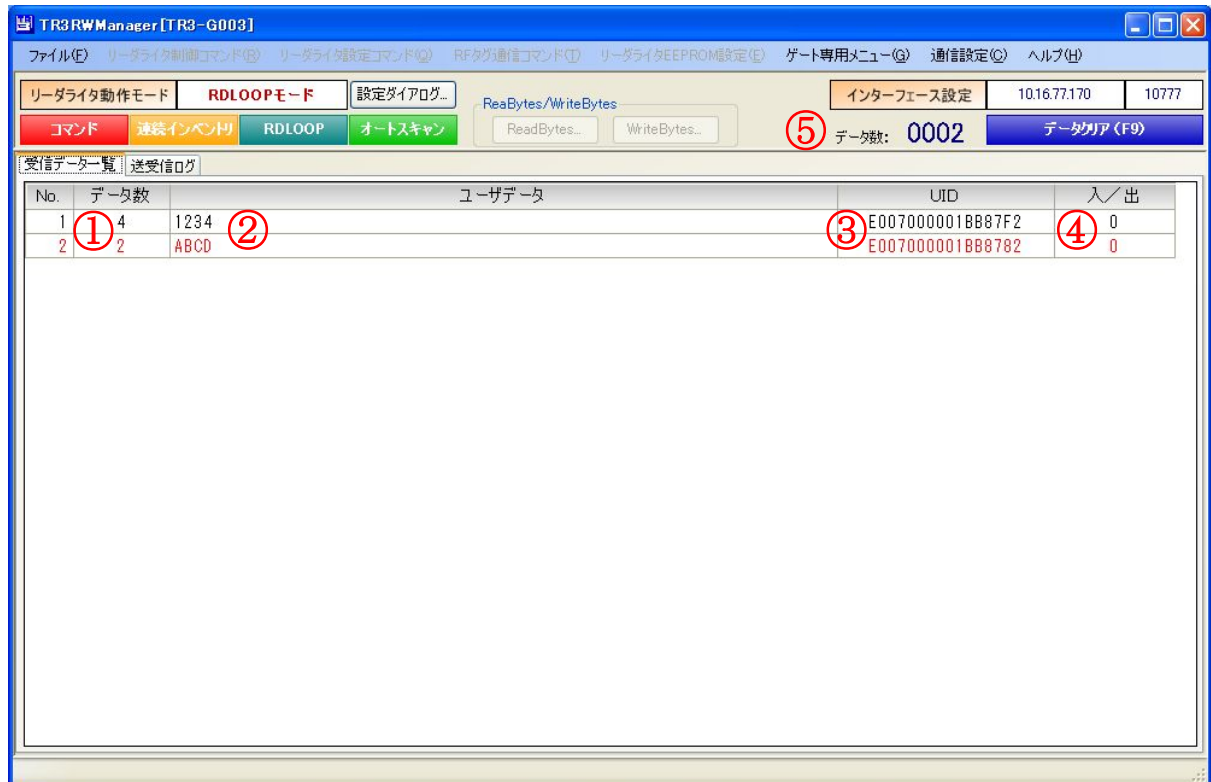 TR3RWManager[TR3-G003]
ファイル(F) リーダライタ制御コマンド(R) リーダライタ設定コマンド(Q) RFタグ通信コマンド(T) リーダライタEEPROM設定(E) ゲート専用メニュー(G) 通信設定(C) ヘルプ(H)
リーダライタ動作モード RDLOOPモード 設定ダイアログ... ReaBytes/WriteBytes インターフェース設定 10.16.77.170 10777
コマンド 連続インベントリ RDLOOP オートスキャン ReadBytes... WriteBytes... ⑤ データ数: 0002 データクリア(F9)
受信データ一覧 送受信ログ
No. データ数 ユーザデータ UID 入/出
1 ① 4 1234 ② ③ E007000001BB87F2 ④ 0
2 2 ABCD E007000001BB8782 0